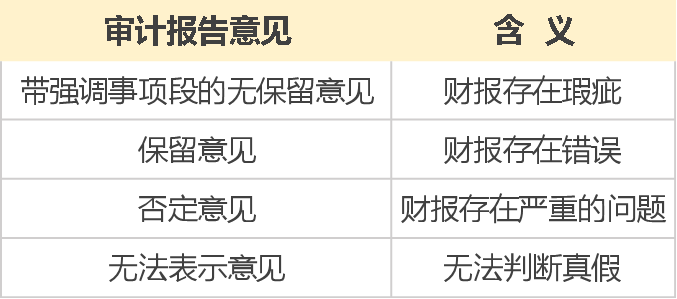 审计报告意见 含 义
带强调事项段的无保留意见 财报存在瑕疵
保留意见 财报存在错误
否定意见 财报存在严重的问题
无法表示意见 无法判断真假